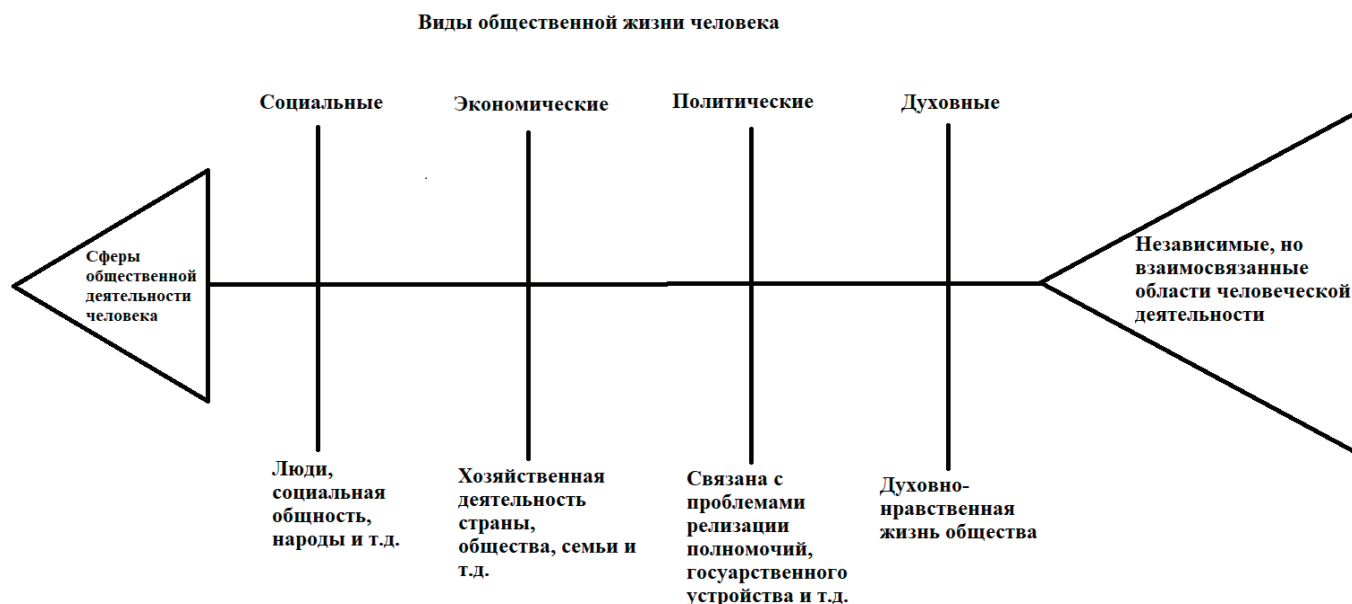 Виды общественной жизни человека
Социальные
Экономические
Политические
Духовные
Сферы
общественной
деятельности
человека
Независимые, но
взаимосвязанные
области человеческой
деятельности
Люди,
социальная
общность,
народы и т.д.
Хозяйственная
деятельность
страны,
общества, семьи и
т.д.
Связана с
проблемами
релизации
полномочий,
госуарственного
устройства и т.д.
Духовно-
нравственная
жизнь общества